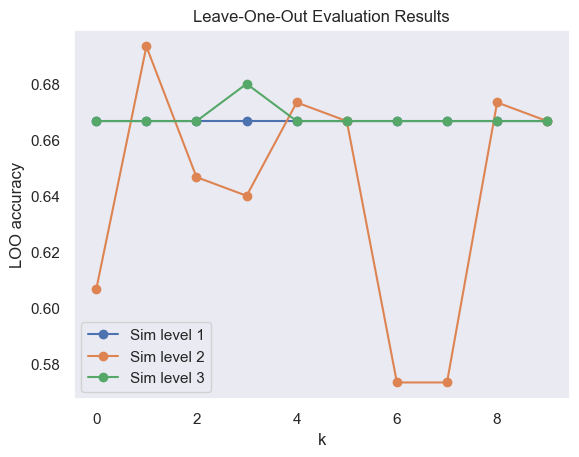 Leave-One-Out Evaluation Results
LOO accuracy
0.68
0.66
0.64
0.62
0.60
0.58
Sim level 1
Sim level 2
Sim level 3
0 2 4 6 8
k